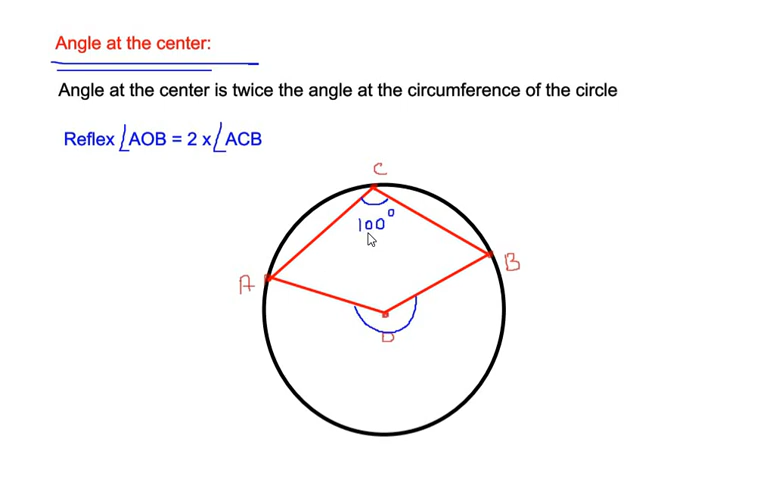 Angle at the center:
Angle at the center is twice the angle at the circumference of the circle
Reflex ∠AOB = 2 x ∠ACB
C
100°
B
A